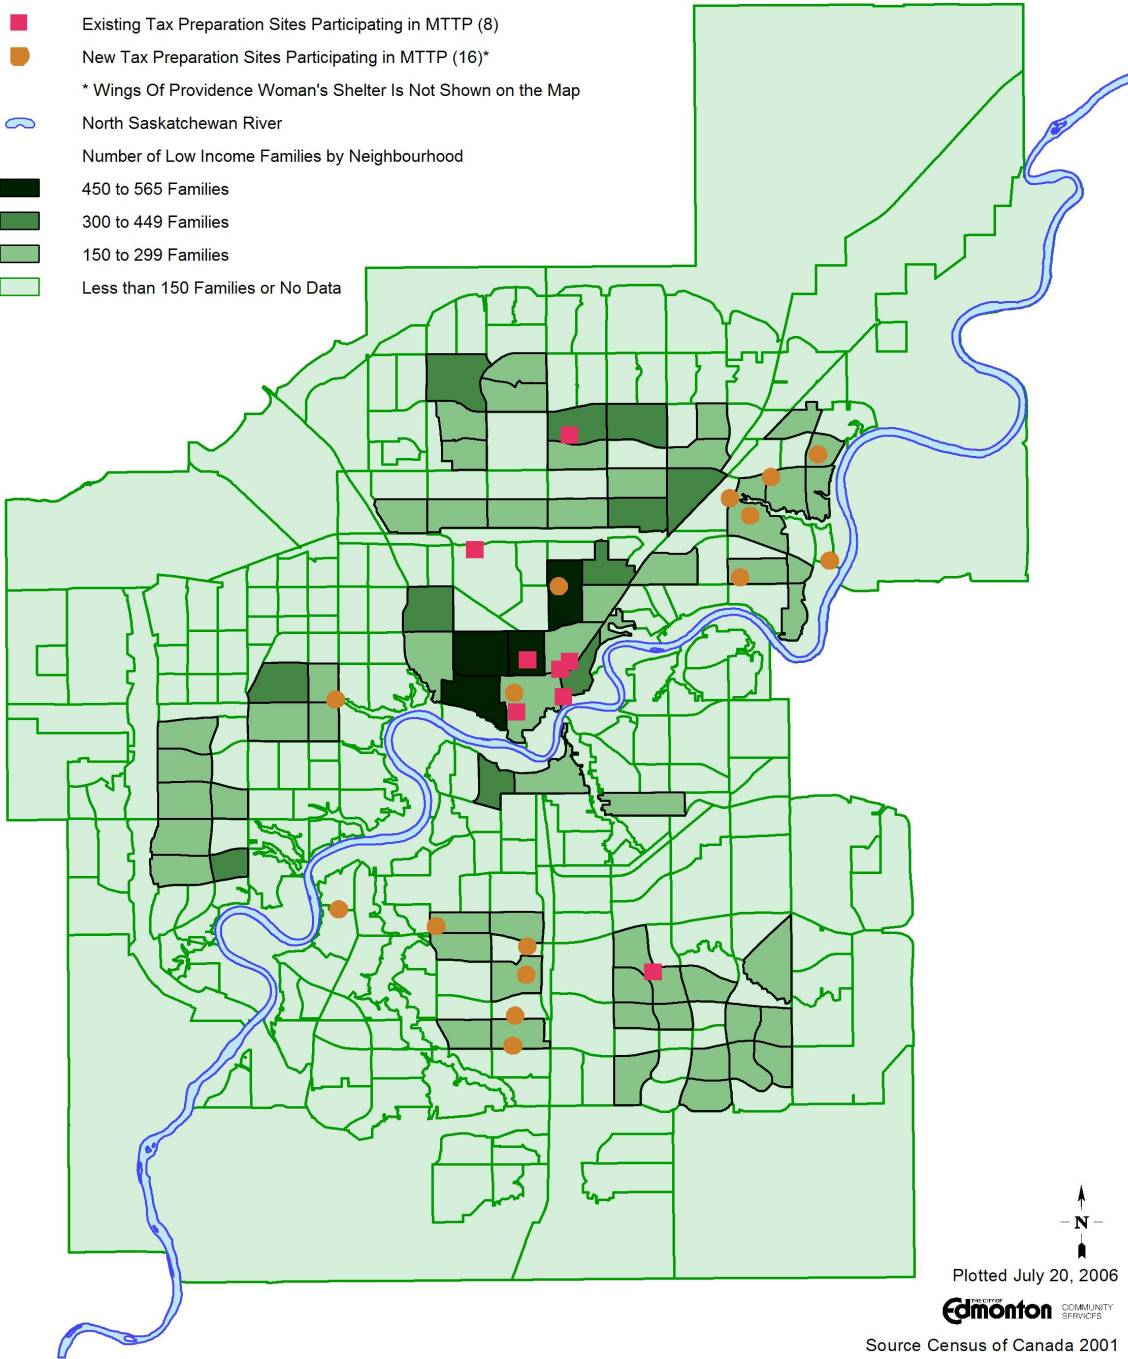 Existing Tax Preparation Sites Participating in MTTP (8)
New Tax Preparation Sites Participating in MTTP (16)*
* Wings Of Providence Woman's Shelter Is Not Shown on the Map
North Saskatchewan River
Number of Low Income Families by Neighbourhood
450 to 565 Families
300 to 449 Families
150 to 299 Families
Less than 150 Families or No Data
N
Plotted July 20, 2006
THE CITY OF
Edmonton
COMMUNITY
SERVICES
Source Census of Canada 2001